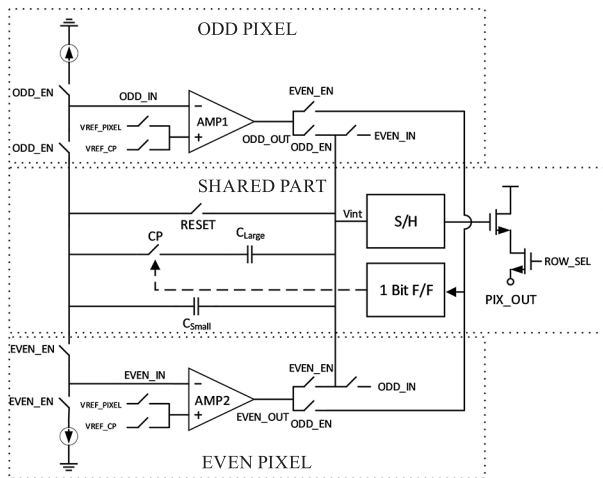 ODD PIXEL
ODD_EN
ODD_IN
EVEN_EN
AMP1
VREF_PIXEL
VREF_CP
ODD_OUT
ODD_EN
EVEN_IN
ODD_EN
SHARED PART
RESET
Vint
S/H
CP
CLarge
ROW_SEL
1 Bit F/F
PIX_OUT
CSmall
EVEN_EN
EVEN_IN
EVEN_EN
AMP2
ODD_IN
EVEN_EN
VREF_PIXEL
VREF_CP
EVEN_OUT
ODD_EN
EVEN PIXEL